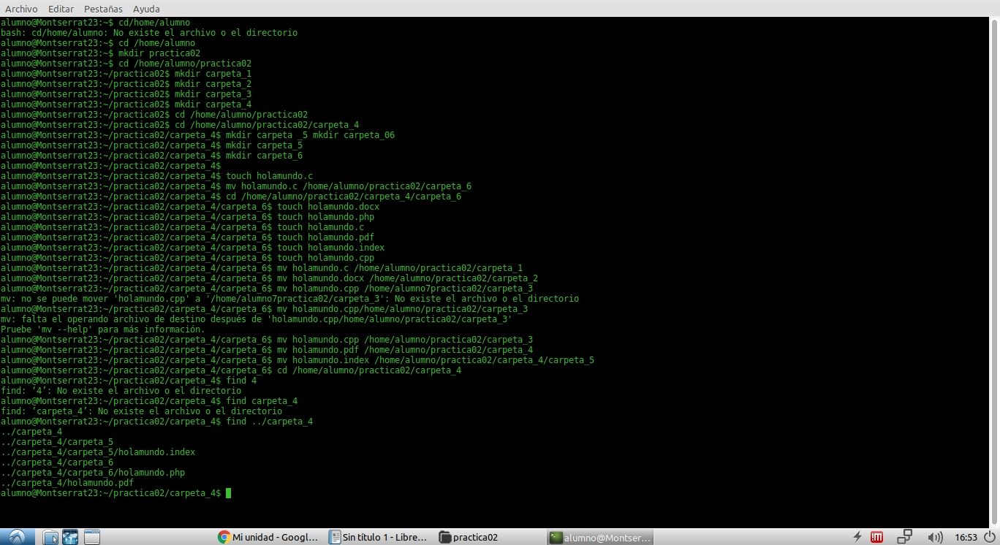 Archivo Editar Pestañas Ayuda
alumno@Montserrat23:~$ cd/home/alumno
bash: cd/home/alumno: No existe el archivo o el directorio
alumno@Montserrat23:~$ cd /home/alumno
alumno@Montserrat23:~$ mkdir practica02
alumno@Montserrat23:~$ cd /home/alumno/practica02
alumno@Montserrat23:~/practica02$ mkdir carpeta_1
alumno@Montserrat23:~/practica02$ mkdir carpeta_2
alumno@Montserrat23:~/practica02$ mkdir carpeta_3
alumno@Montserrat23:~/practica02$ mkdir carpeta_4
alumno@Montserrat23:~/practica02$ cd /home/alumno/practica02
alumno@Montserrat23:~/practica02$ cd /home/alumno/practica02/carpeta_4
alumno@Montserrat23:~/practica02/carpeta_4$ mkdir carpeta _5 mkdir carpeta_06
alumno@Montserrat23:~/practica02/carpeta_4$ mkdir carpeta_5
alumno@Montserrat23:~/practica02/carpeta_4$ mkdir carpeta_6
alumno@Montserrat23:~/practica02/carpeta_4$
alumno@Montserrat23:~/practica02/carpeta_4$ touch holamundo.c
alumno@Montserrat23:~/practica02/carpeta_4$ mv holamundo.c /home/alumno/practica02/carpeta_6
alumno@Montserrat23:~/practica02/carpeta_4$ cd /home/alumno/practica02/carpeta_4/carpeta_6
alumno@Montserrat23:~/practica02/carpeta_4/carpeta_6$ touch holamundo.docx
alumno@Montserrat23:~/practica02/carpeta_4/carpeta_6$ touch holamundo.php
alumno@Montserrat23:~/practica02/carpeta_4/carpeta_6$ touch holamundo.c
alumno@Montserrat23:~/practica02/carpeta_4/carpeta_6$ touch holamundo.pdf
alumno@Montserrat23:~/practica02/carpeta_4/carpeta_6$ touch holamundo.index
alumno@Montserrat23:~/practica02/carpeta_4/carpeta_6$ touch holamundo.cpp
alumno@Montserrat23:~/practica02/carpeta_4/carpeta_6$ mv holamundo.c /home/alumno/practica02/carpeta_1
alumno@Montserrat23:~/practica02/carpeta_4/carpeta_6$ mv holamundo.docx /home/alumno/practica02/carpeta_2
alumno@Montserrat23:~/practica02/carpeta_4/carpeta_6$ mv holamundo.cpp /home/alumno7practica02/carpeta_3
mv: no se puede mover 'holamundo.cpp' a '/home/alumno7practica02/carpeta_3': No existe el archivo o el directorio
alumno@Montserrat23:~/practica02/carpeta_4/carpeta_6$ mv holamundo.cpp/home/alumno/practica02/carpeta_3
mv: falta el operando archivo de destino después de 'holamundo.cpp/home/alumno/practica02/carpeta_3'
Pruebe 'mv --help' para más información.
alumno@Montserrat23:~/practica02/carpeta_4/carpeta_6$ mv holamundo.cpp /home/alumno/practica02/carpeta_3
alumno@Montserrat23:~/practica02/carpeta_4/carpeta_6$ mv holamundo.pdf /home/alumno/practica02/carpeta_4
alumno@Montserrat23:~/practica02/carpeta_4/carpeta_6$ mv holamundo.index /home/alumno/practica02/carpeta_4/carpeta_5
alumno@Montserrat23:~/practica02/carpeta_4/carpeta_6$ cd /home/alumno/practica02/carpeta_4
alumno@Montserrat23:~/practica02/carpeta_4$ find 4
find: ‘4’: No existe el archivo o el directorio
alumno@Montserrat23:~/practica02/carpeta_4$ find carpeta_4
find: ‘carpeta_4’: No existe el archivo o el directorio
alumno@Montserrat23:~/practica02/carpeta_4$ find ../carpeta_4
../carpeta_4
../carpeta_4/carpeta_5
../carpeta_4/carpeta_5/holamundo.index
../carpeta_4/carpeta_6
../carpeta_4/carpeta_6/holamundo.php
../carpeta_4/holamundo.pdf
alumno@Montserrat23:~/practica02/carpeta_4$
Mi unidad - Googl... Sin título 1 - Libre... practica02 alumno@Montser... 16:53